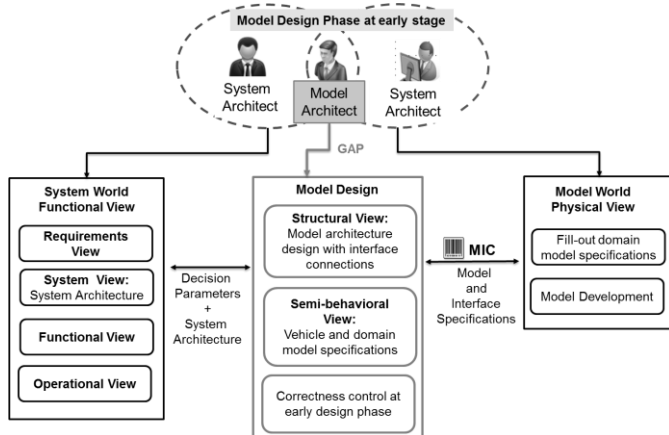 Model Design Phase at early stage
System
Architect
Model
Architect
System
Architect
GAP
System World
Functional View
Requirements
View
System View:
System Architecture
Functional View
Operational View
Decision
Parameters
+
System
Architecture
Model Design
Structural View:
Model architecture
design with interface
connections
Semi-behavioral
View:
Vehicle and domain
model specifications
Correctness control at
early design phase
MIC
Model
and
Interface
Specifications
Model World
Physical View
Fill-out domain
model specifications
Model Development